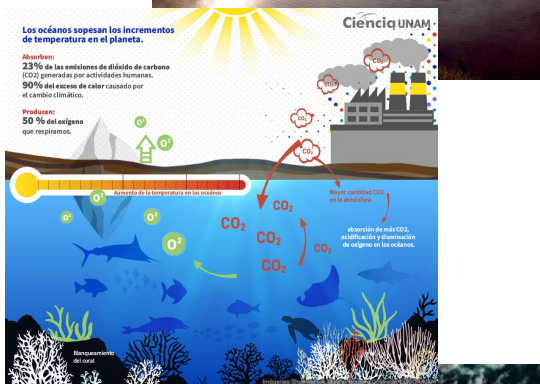 Los océanos sopesan los incrementos
de temperatura en el planeta.
Ciencia UNAM
Absorben:
23% de las emisiones de dióxido de carbono
(CO2) generadas por actividades humanas.
90% del exceso de calor causado por
el cambio climático.
Producen:
50 % del oxígeno
que respiramos.
CO2
CO2
CO2
CO2
O2
O2
Aumento de la temperatura en los océanos
Mayor cantidad CO2
en la atmósfera
absorción de más CO2,
acidificación y disminución
de oxígeno en los océanos.
O2
O2
O2
O2
CO2
CO2
CO2
CO2
CO2
Blanqueamiento
del coral